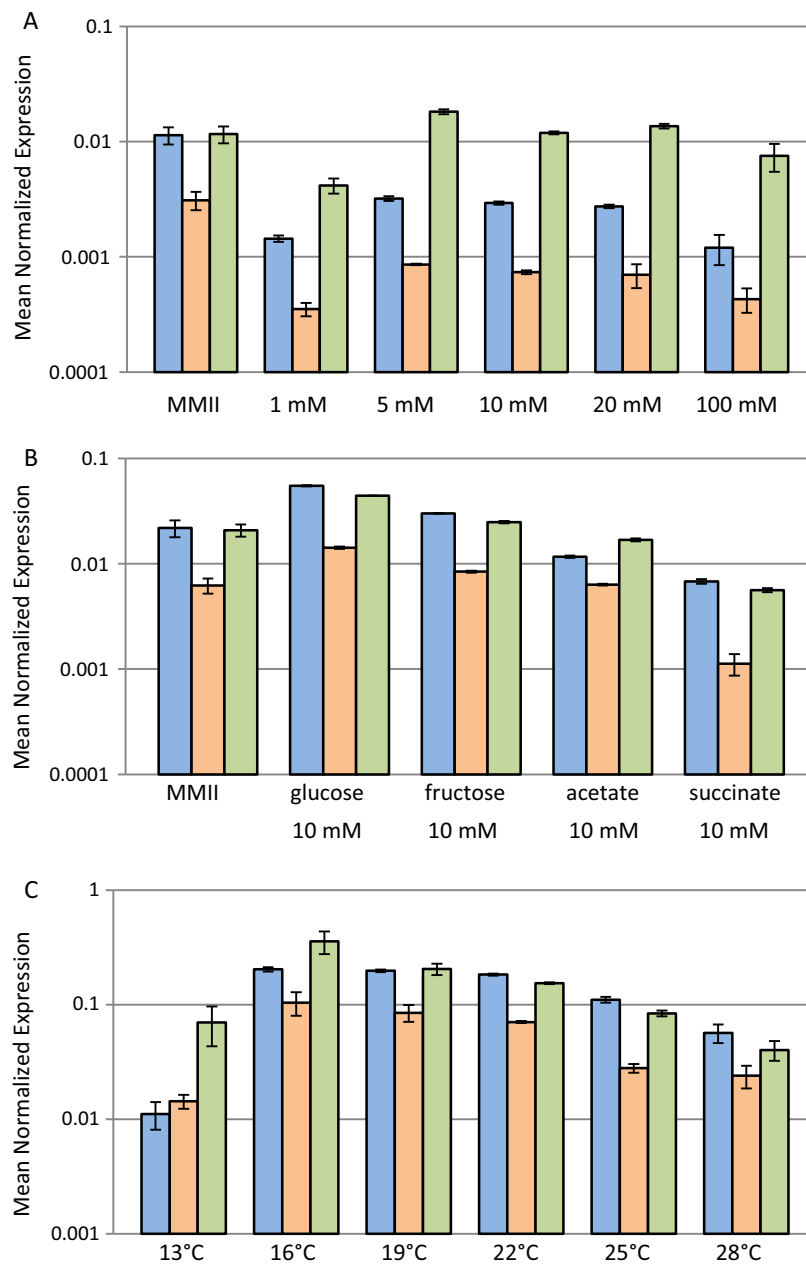 A
Mean Normalized Expression
0.1
0.01
0.001
0.0001
MMII 1 mM 5 mM 10 mM 20 mM 100 mM
B
Mean Normalized Expression
0.1
0.01
0.001
0.0001
MMII glucose fructose acetate succinate
10 mM 10 mM 10 mM 10 mM
C
Mean Normalized Expression
1
0.1
0.01
0.001
13°C 16°C 19°C 22°C 25°C 28°C